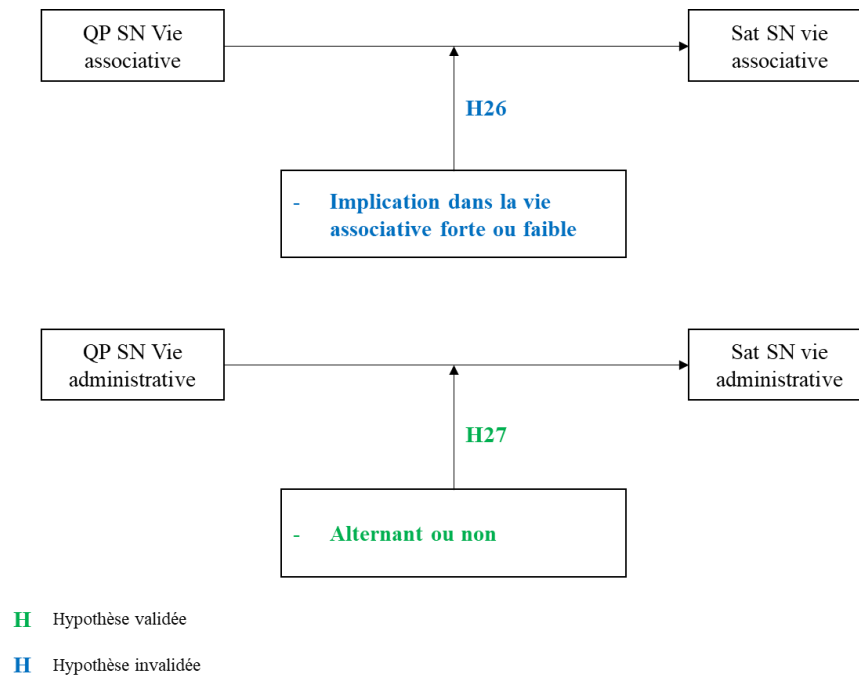 QP SN Vie
associative
Sat SN vie
associative
H26
- Implication dans la vie
associative forte ou faible
QP SN Vie
administrative
Sat SN vie
administrative
H27
- Alternant ou non
H Hypothèse validée
H Hypothèse invalidée